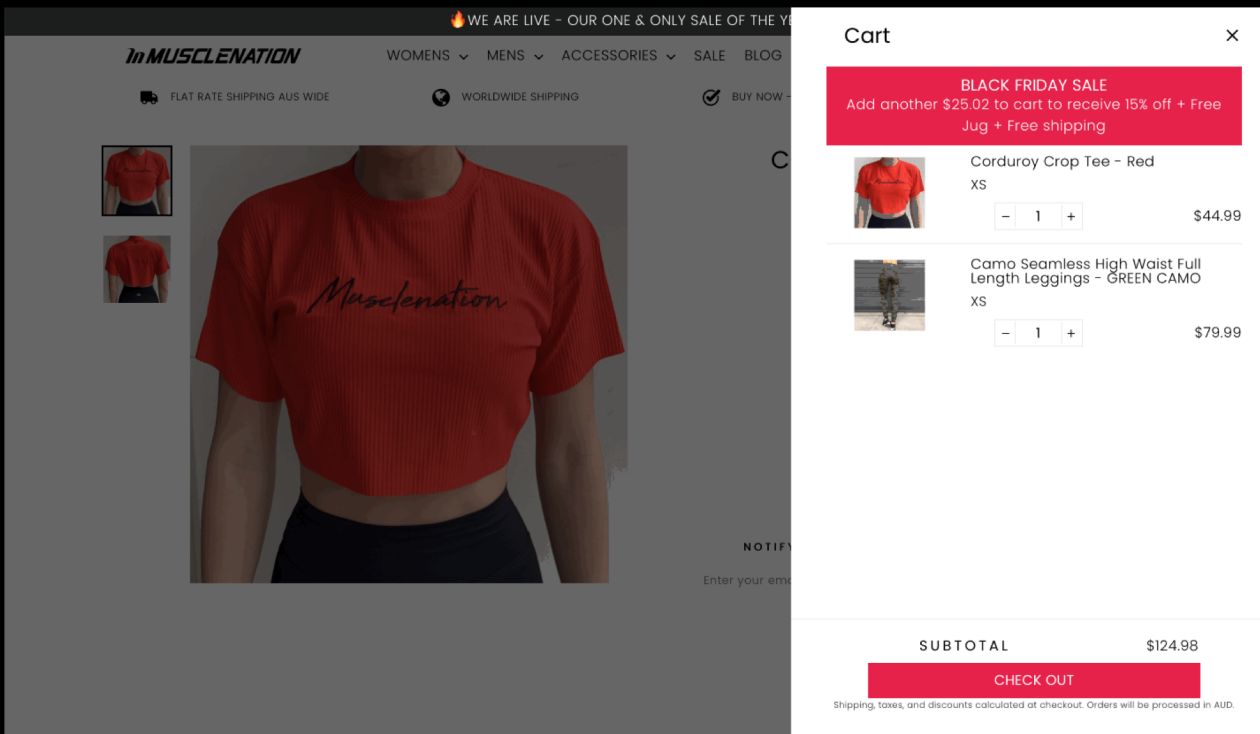 🔥WE ARE LIVE - OUR ONE & ONLY SALE OF THE
MUSCLENATION
WOMENS MENS ACCESSORIES SALE BLOG
FLAT RATE SHIPPING AUS WIDE
WORLDWIDE SHIPPING
BUY NOW -
Musclenation
NOTIFY
Enter your
Cart
BLACK FRIDAY SALE
Add another $25.02 to cart to receive 15% off + Free
Jug + Free shipping
Corduroy Crop Tee - Red
XS
− 1 +
$44.99
Camo Seamless High Waist Full
Length Leggings - GREEN CAMO
XS
− 1 +
$79.99
SUBTOTAL
$124.98
CHECK OUT
Shipping, taxes, and discounts calculated at checkout. Orders will be processed in AUD.